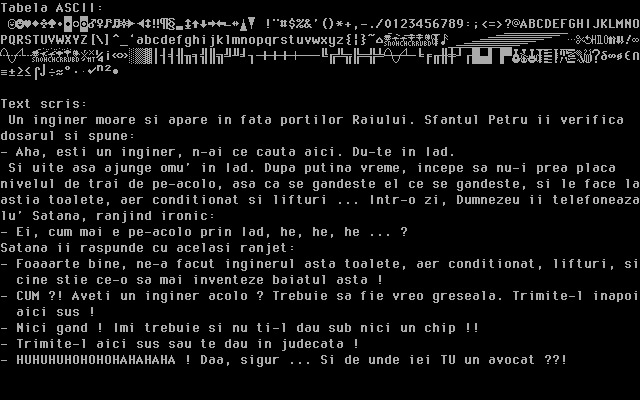 Tabela ASCII:
!"#$%&'()*+,-./0123456789:;<=>?@ABCDEFGHIJKLMNO
PQRSTUVWXYZ[\]^_`abcdefghijklmnopqrstuvwxyz{|}~
Text scris:
Un inginer moare si apare in fata portilor Raiului. Sfantul Petru ii verifica
dosarul si spune:
- Aha, esti un inginer, n-ai ce cauta aici. Du-te in Iad.
Si uite asa ajunge omu' in Iad. Dupa putina vreme, incepe sa nu-i prea placa
nivelul de trai de pe-acolo, asa ca se gandeste el ce se gandeste, si le face la
astia toalete, aer conditionat si lifturi ... Intr-o zi, Dumnezeu ii telefoneaza
lu' Satana, ranjind ironic:
- Ei, cum mai e pe-acolo prin Iad, he, he, he ... ?
Satana ii raspunde cu acelasi ranjet:
- Foaaarte bine, ne-a facut inginerul asta toalete, aer conditionat, lifturi, si
cine stie ce-o sa mai inventeze baiatul asta !
- CUM ?! Aveti un inginer acolo ? Trebuie sa fie vreo greseala. Trimite-l inapoi
aici sus !
- Nici gand ! Imi trebuie si nu ti-l dau sub nici un chip !!
- Trimite-l aici sus sau te dau in judecata !
- HUHUHUHOHOHOHAHAHAHA ! Daa, sigur ... Si de unde iei TU un avocat ??!